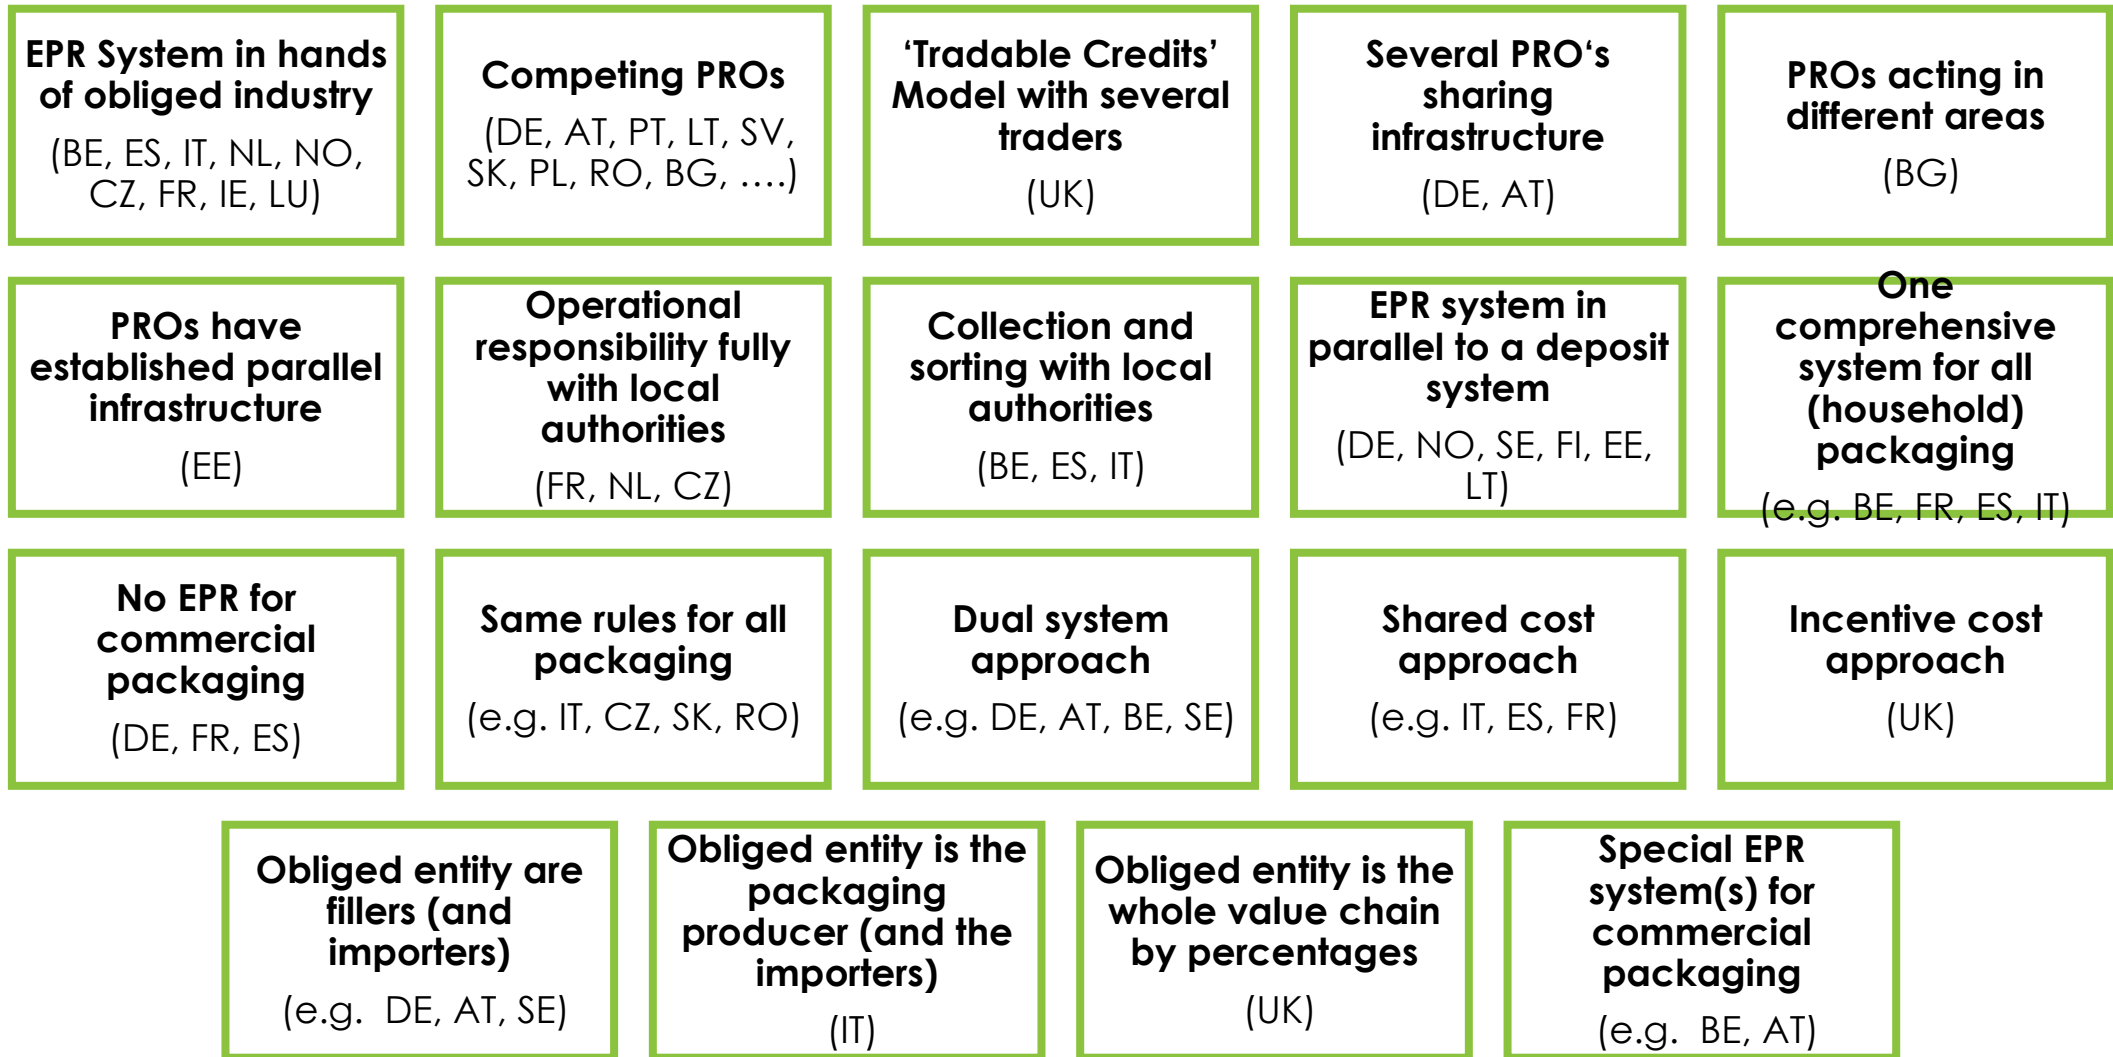 EPR System in hands
of obliged industry
(BE, ES, IT, NL, NO,
CZ, FR, IE, LU)
Competing PROs
(DE, AT, PT, LT, SV,
SK, PL, RO, BG, ….)
‘Tradable Credits’
Model with several
traders
(UK)
Several PRO‘s
sharing
infrastructure
(DE, AT)
PROs acting in
different areas
(BG)
PROs have
established parallel
infrastructure
(EE)
Operational
responsibility fully
with local
authorities
(FR, NL, CZ)
Collection and
sorting with local
authorities
(BE, ES, IT)
EPR system in
parallel to a deposit
system
(DE, NO, SE, FI, EE,
LT)
One
comprehensive
system for all
(household)
packaging
(e.g. BE, FR, ES, IT)
No EPR for
commercial
packaging
(DE, FR, ES)
Same rules for all
packaging
(e.g. IT, CZ, SK, RO)
Dual system
approach
(e.g. DE, AT, BE, SE)
Shared cost
approach
(e.g. IT, ES, FR)
Incentive cost
approach
(UK)
Obliged entity are
fillers (and
importers)
(e.g. DE, AT, SE)
Obliged entity is the
packaging
producer (and the
importers)
(IT)
Obliged entity is the
whole value chain
by percentages
(UK)
Special EPR
system(s) for
commercial
packaging
(e.g. BE, AT)